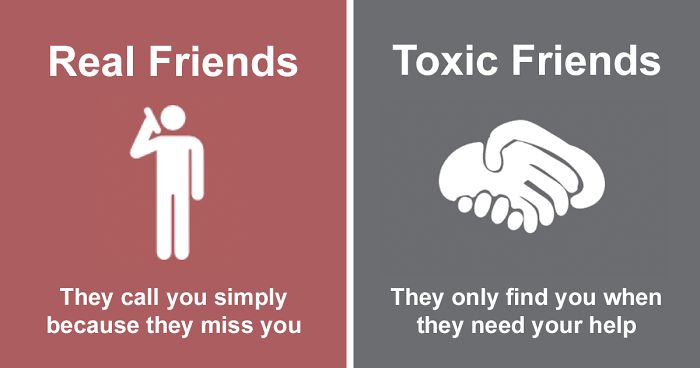 Real Friends
They call you simply
because they miss you
Toxic Friends
They only find you when
they need your help